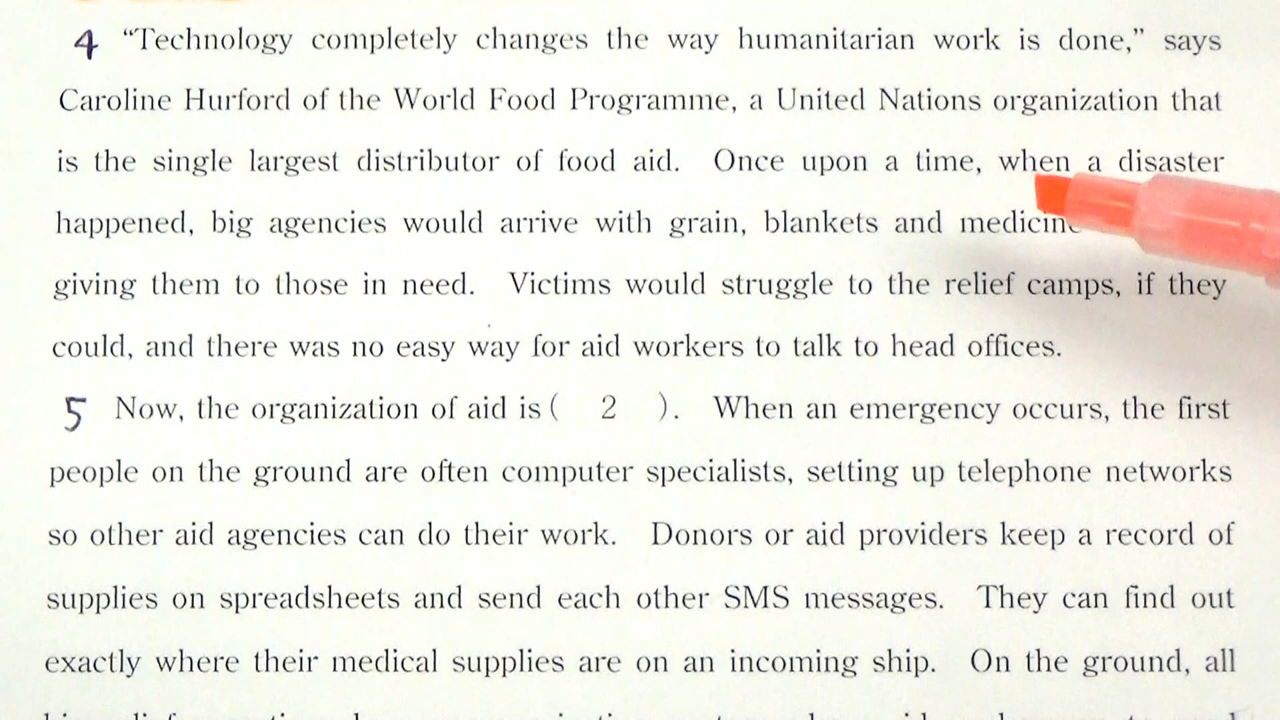 4 “Technology completely changes the way humanitarian work is done,” says
Caroline Hurford of the World Food Programme, a United Nations organization that
is the single largest distributor of food aid. Once upon a time, when a disaster
happened, big agencies would arrive with grain, blankets and
giving them to those in need. Victims would struggle to the relief camps, if they
could, and there was no easy way for aid workers to talk to head offices.
5 Now, the organization of aid is ( 2 ). When an emergency occurs, the first
people on the ground are often computer specialists, setting up telephone networks
so other aid agencies can do their work. Donors or aid providers keep a record of
supplies on spreadsheets and send each other SMS messages. They can find out
exactly where their medical supplies are on an incoming ship. On the ground, all